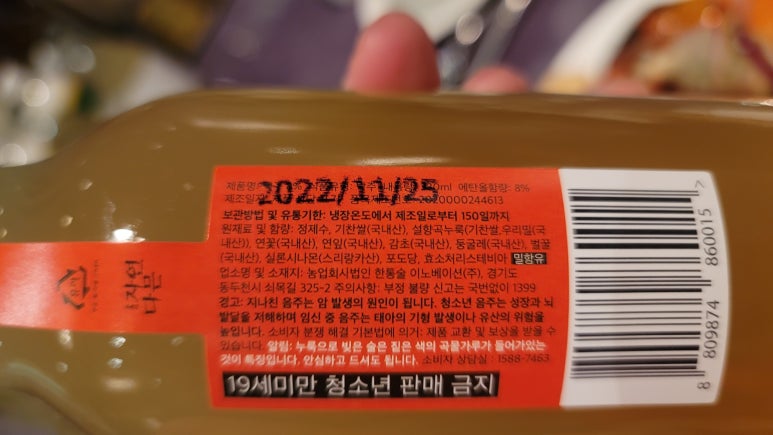 자연
다믄
제품명
2022/11/25
ml 에탄올함량: 8%
제조일
2020000244613
보관방법 및 유통기한: 냉장온도에서 제조일로부터 150일까지
원재료 및 함량: 정제수, 기찬쌀(국내산), 설향곡누룩(기찬쌀,우리밀(국
내산)), 연꽃(국내산), 연잎(국내산), 감초(국내산), 둥굴레(국내산), 벌꿀
(국내산), 실론시나몬(스리랑카산), 포도당, 효소처리스테비아 밀함유
업소명 및 소재지: 농업회사법인 한통술 이노베이션(주), 경기도
동두천시 쇠목길 325-2 주의사항: 부정 불량 신고는 국번없이 1399
경고: 지나친 음주는 암 발생의 원인이 됩니다. 청소년 음주는 성장과 뇌
발달을 저해하며 임신 중 음주는 태아의 기형 발생이나 유산의 위험을
높입니다. 소비자 분쟁 해결 기본법에 의거: 제품 교환 및 보상을 받을 수
있습니다. 알림: 누룩으로 빚은 술은 짙은 색의 곡물가루가 들어가있는
것이 특징입니다. 안심하고 드셔도 됩니다. 소비자 상담실 : 1588-7463
19세미만 청소년 판매 금지
8 809874 860015